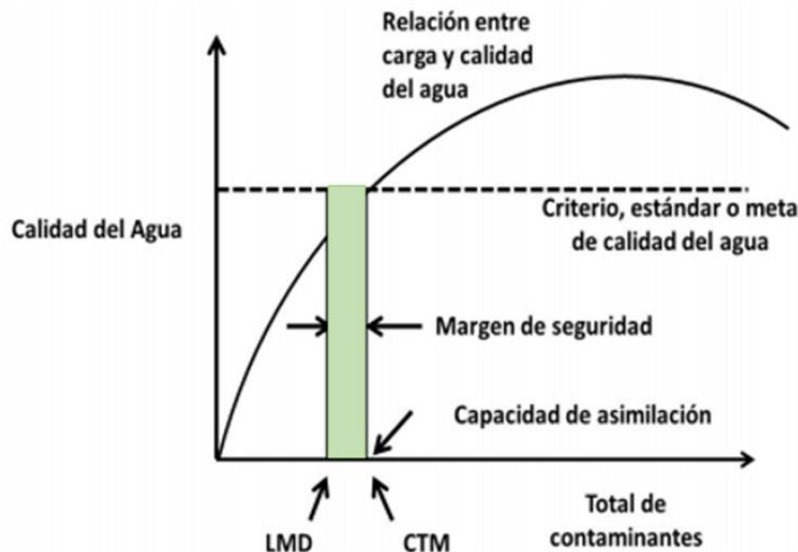 Relación entre
carga y calidad
del agua
Calidad del Agua
Criterio, estándar o meta
de calidad del agua
Margen de seguridad
Capacidad de asimilación
LMD
CTM
Total de
contaminantes